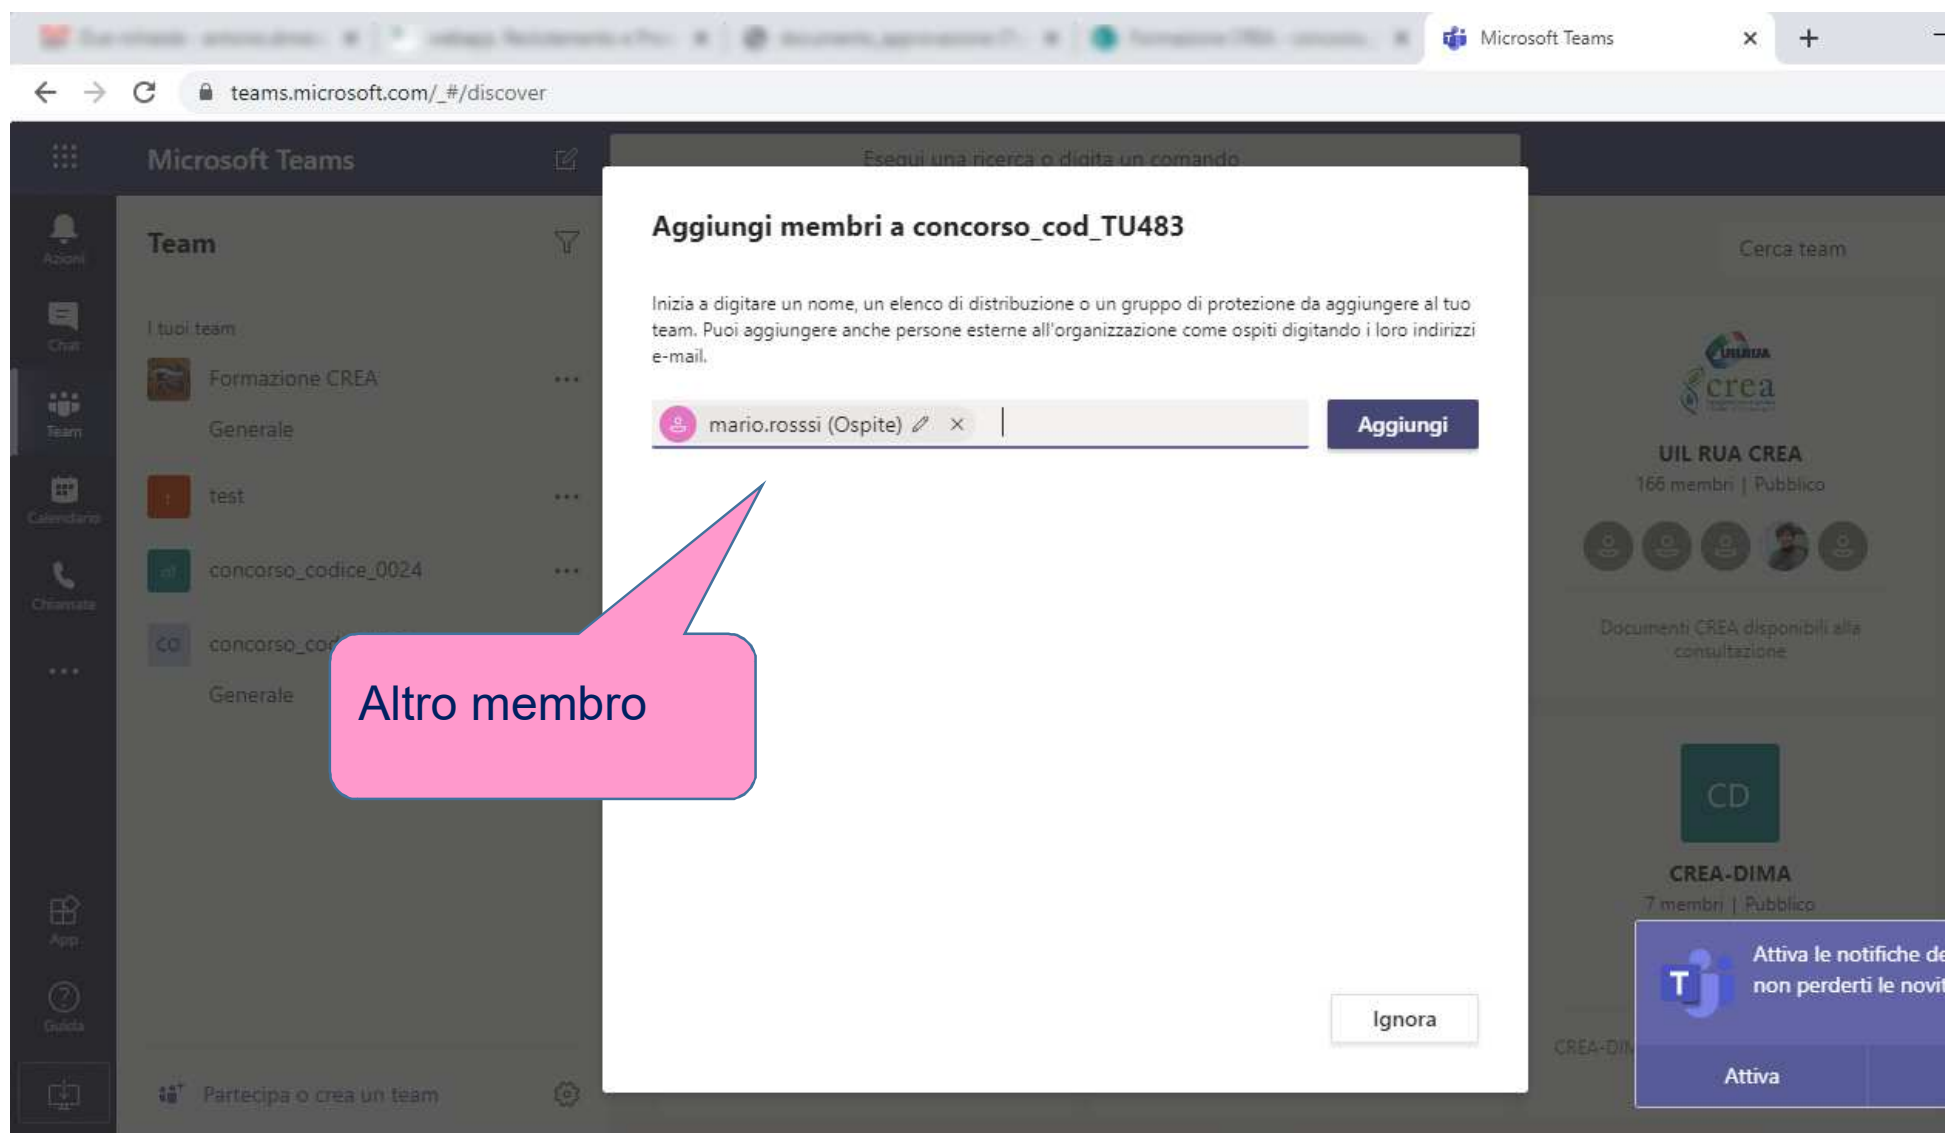 Microsoft Teams
teams.microsoft.com/_#/discover
Microsoft Teams
Esegui una ricerca o digita un comando
Azioni
Chat
Team
Calendario
Chiamate
App
Guida
Team
I tuoi team
Formazione CREA
Generale
test
concorso_codice_0024
CO
concorso_cod
Generale
Partecipa o crea un team
Aggiungi membri a concorso_cod_TU483
Inizia a digitare un nome, un elenco di distribuzione o un gruppo di protezione da aggiungere al tuo
team. Puoi aggiungere anche persone esterne all'organizzazione come ospiti digitando i loro indirizzi
e-mail.
mario.rosssi (Ospite)
Aggiungi
Altro membro
Ignora
Cerca team
crea
UIL RUA CREA
166 membri | Pubblico
Documenti CREA disponibili alla
consultazione
CD
CREA-DIMA
7 membri | Pubblico
Attiva le notifiche de
non perderti le novit
T
Attiva